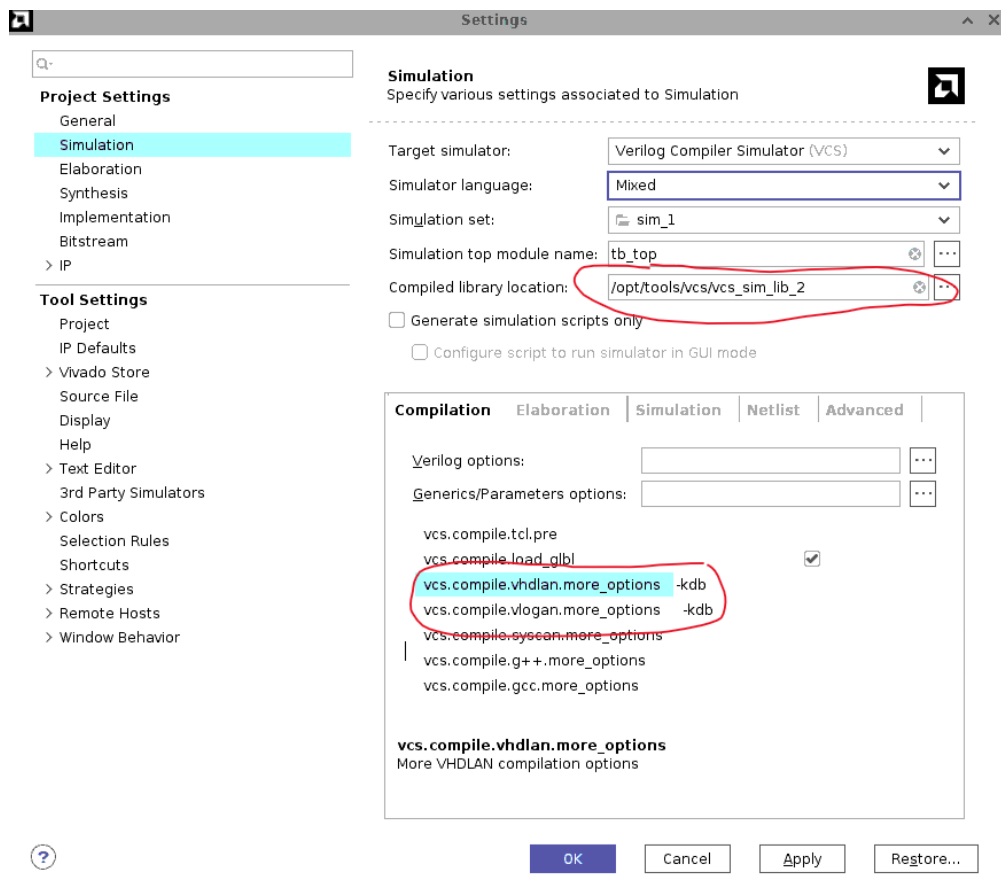 Settings
Project Settings
General
Simulation
Elaboration
Synthesis
Implementation
Bitstream
> IP
Tool Settings
Project
IP Defaults
> Vivado Store
Source File
Display
Help
> Text Editor
3rd Party Simulators
> Colors
Selection Rules
Shortcuts
> Strategies
> Remote Hosts
> Window Behavior
Simulation
Specify various settings associated to Simulation
Target simulator: Verilog Compiler Simulator (VCS)
Simulator language: Mixed
Simulation set: sim_1
Simulation top module name: tb_top ...
Compiled library location: /opt/tools/vcs/vcs_sim_lib_2 ...
Generate simulation scripts only
Configure script to run simulator in GUI mode
Compilation Elaboration Simulation Netlist Advanced
Verilog options: ...
Generics/Parameters options: ...
vcs.compile.tcl.pre
vcs.compile.load_glbl
vcs.compile.vhdlan.more_options -kdb
vcs.compile.vlogan.more_options -kdb
vcs.compile.syscan.more_options
vcs.compile.g++.more_options
vcs.compile.gcc.more_options
vcs.compile.vhdlan.more_options
More VHDLAN compilation options
? OK Cancel Apply Restore...